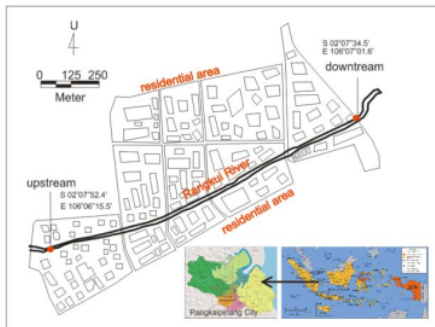 U
0 125 250
Meter
residential area
S 02°07"34.5'
E 106°07"01.6'
downtream
Rangkui River
upstream
S 02°07"52.4'
E 106°06"15.5'
residential area
Pangkalpinang City